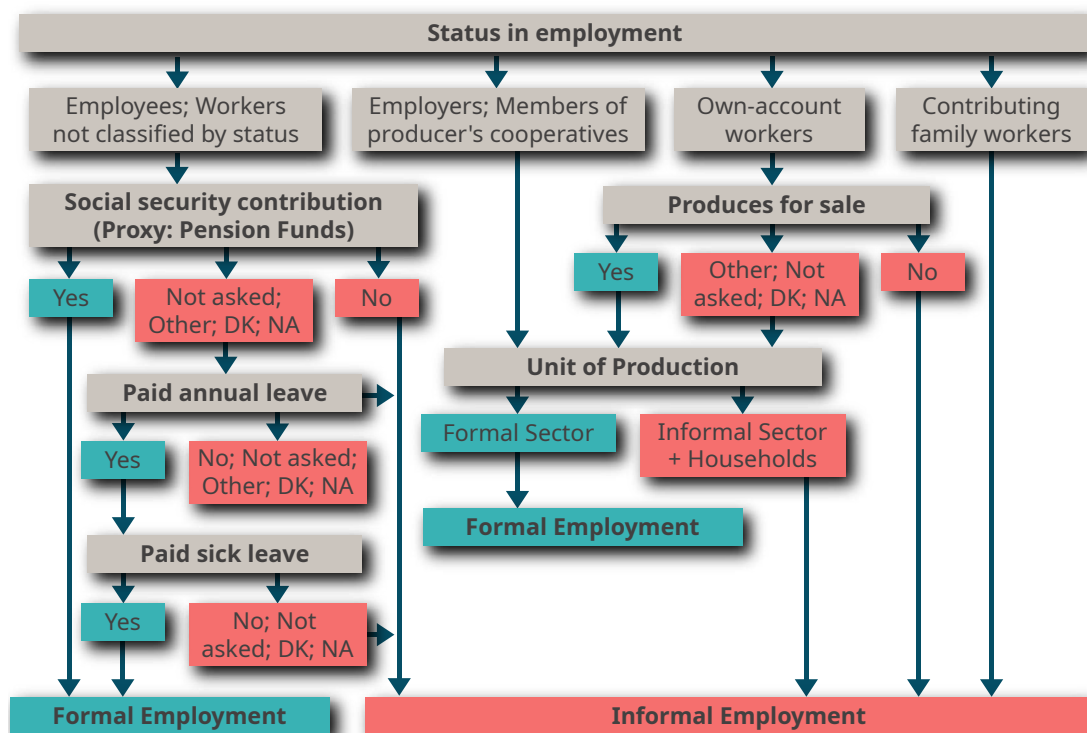 Status in employment
Employees; Workers
not classified by status
Employers; Members of
producer's cooperatives
Own-account
workers
Contributing
family workers
Social security contribution
(Proxy: Pension Funds)
Produces for sale
Yes
Not asked;
Other; DK; NA
No
Yes
Other; Not
asked; DK; NA
No
Unit of Production
Paid annual leave
Formal Sector
Informal Sector
+ Households
Yes
No; Not asked;
Other; DK; NA
Formal Employment
Paid sick leave
Yes
No; Not
asked; DK; NA
Formal Employment
Informal Employment